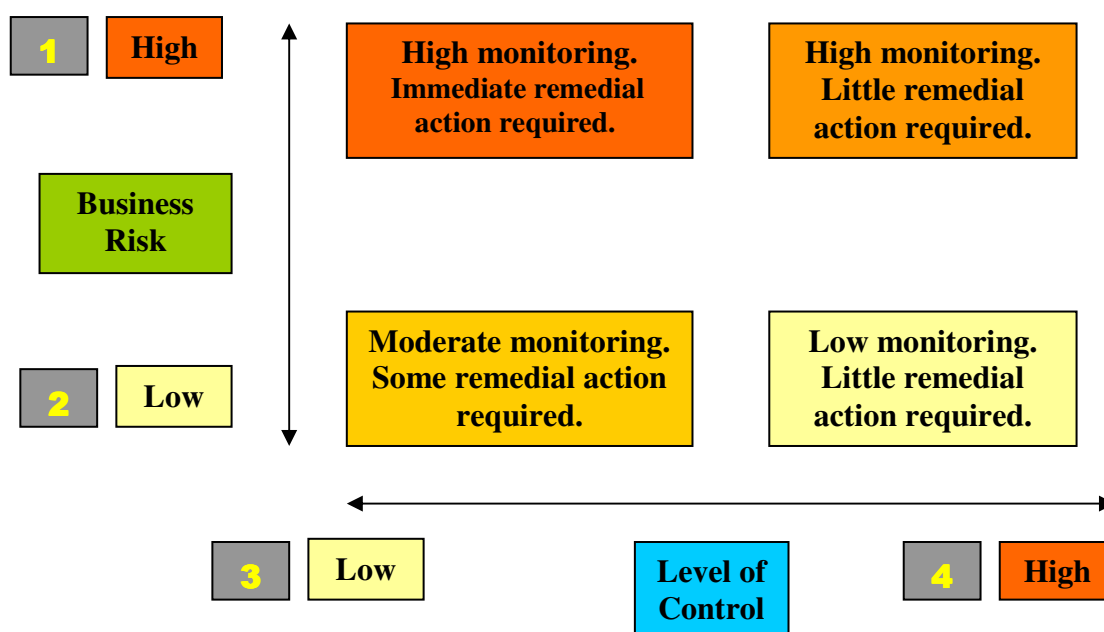 1
High
High monitoring.
Immediate remedial
action required.
High monitoring.
Little remedial
action required.
Business
Risk
2
Low
Moderate monitoring.
Some remedial action
required.
Low monitoring.
Little remedial
action required.
3
Low
Level of
Control
4
High